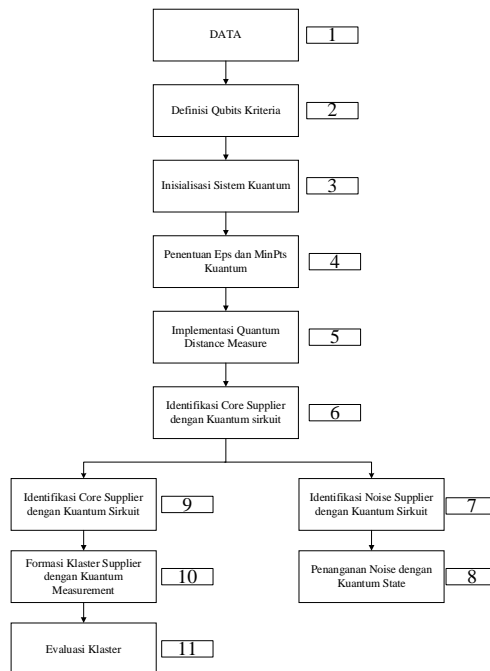 DATA
1
Definisi Qubits Kriteria
2
Inisialisasi Sistem Kuantum
3
Penentuan Eps dan MinPts
Kuantum
4
Implementasi Quantum
Distance Measure
5
Identifikasi Core Supplier
dengan Kuantum sirkuit
6
Identifikasi Core Supplier
dengan Kuantum Sirkuit
9
Identifikasi Noise Supplier
dengan Kuantum Sirkuit
7
Formasi Klaster Supplier
dengan Kuantum
Measurement
10
Penanganan Noise dengan
Kuantum State
8
Evaluasi Klaster
11